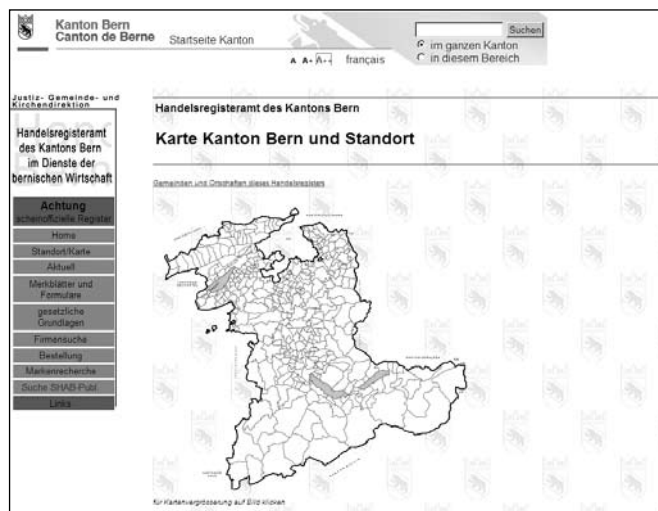 Kanton Bern
Canton de Berne
Startseite Kanton
Suchen
im ganzen Kanton
in diesem Bereich
A A+ A++
français
Justiz- Gemeinde- und
Kirchendirektion
Handelsregisteramt
des Kantons Bern
im Dienste der
bernischen Wirtschaft
Achtung
scheinoffizielle Register
Home
Standort/Karte
Aktuell
Merkblätter und
Formulare
gesetzliche
Grundlagen
Firmensuche
Bestellung
Markenrecherche
Suche SHAB-Publ.
Links
Handelsregisteramt des Kantons Bern
Karte Kanton Bern und Standort
Gemeinden und Ortschaften dieses Handelsregisters
für Kartenvergrösserung auf Bild klicken